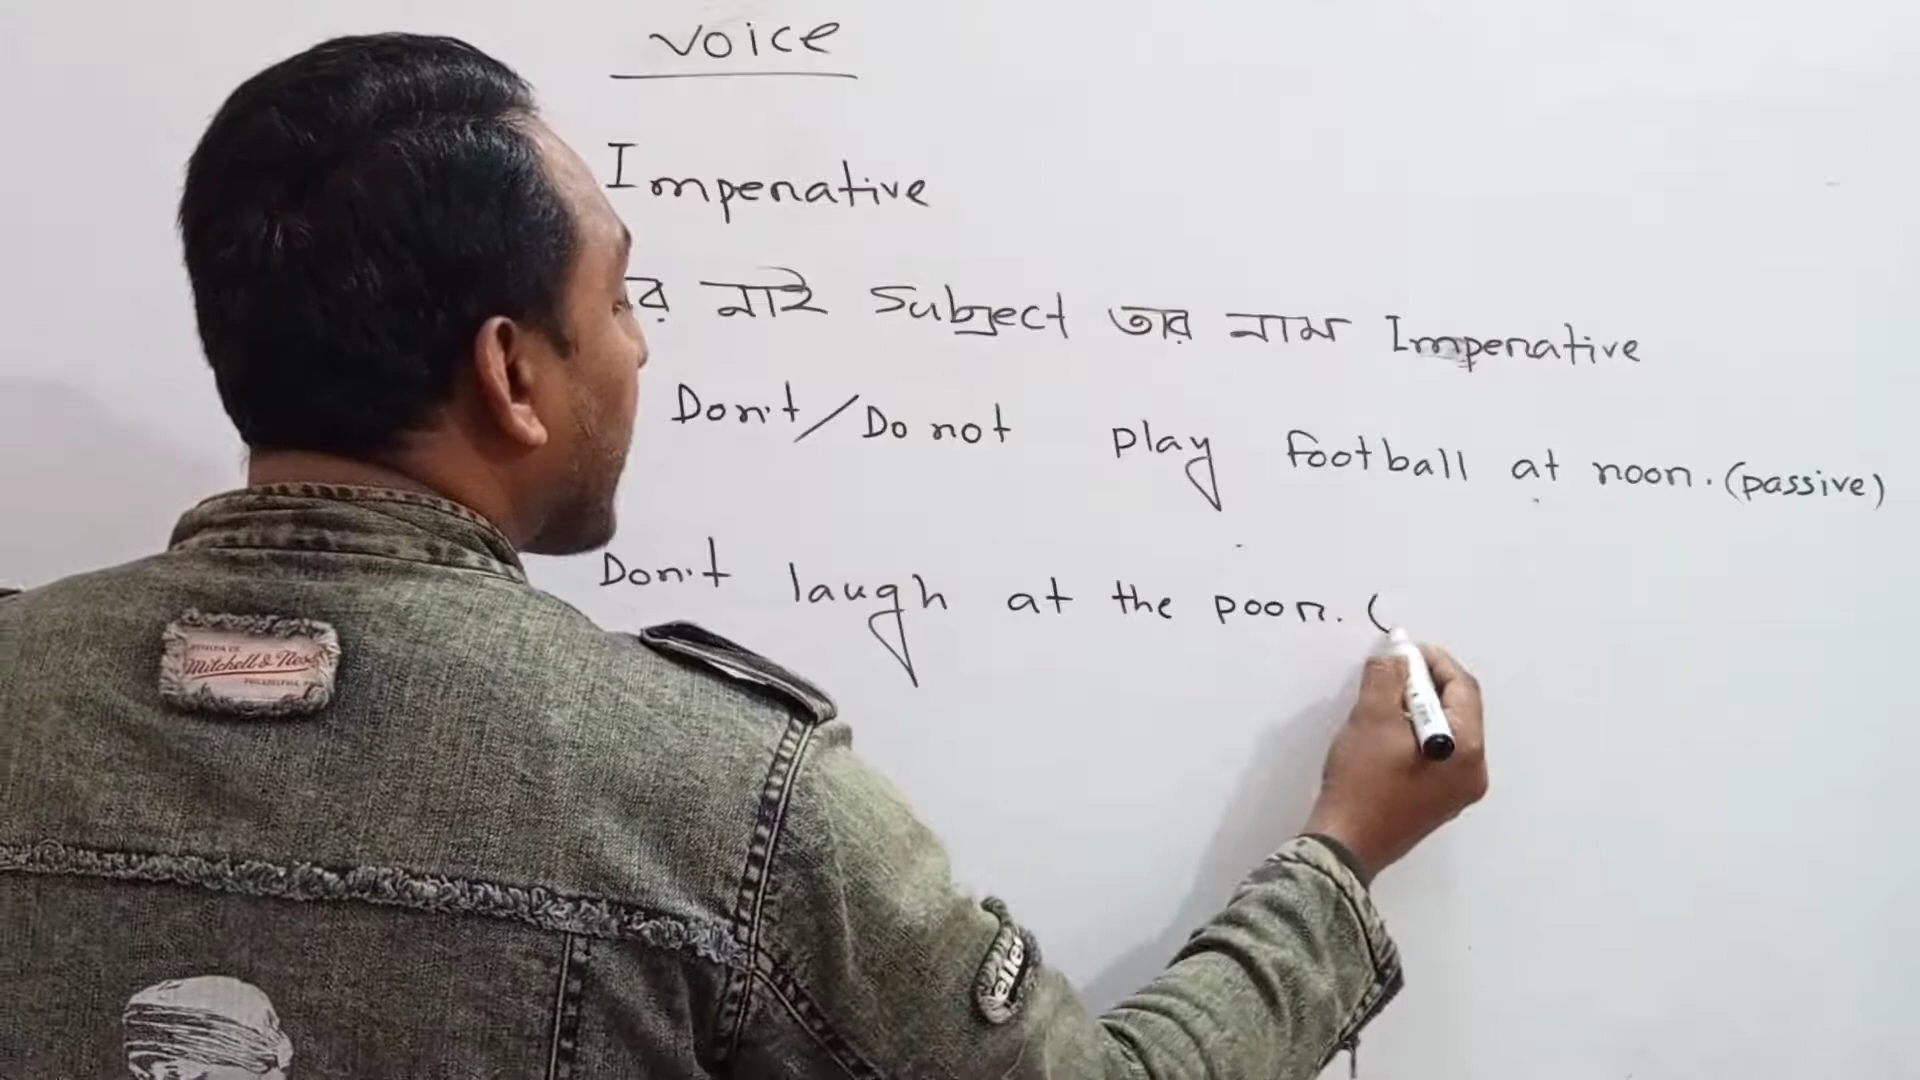 voice
Imperative
র নাই Subject তার নাম Imperative
Don't/Do not play football at noon. (passive)
Don't laugh at the poor. (
Mitchell & Ness
PHILADELPHIA